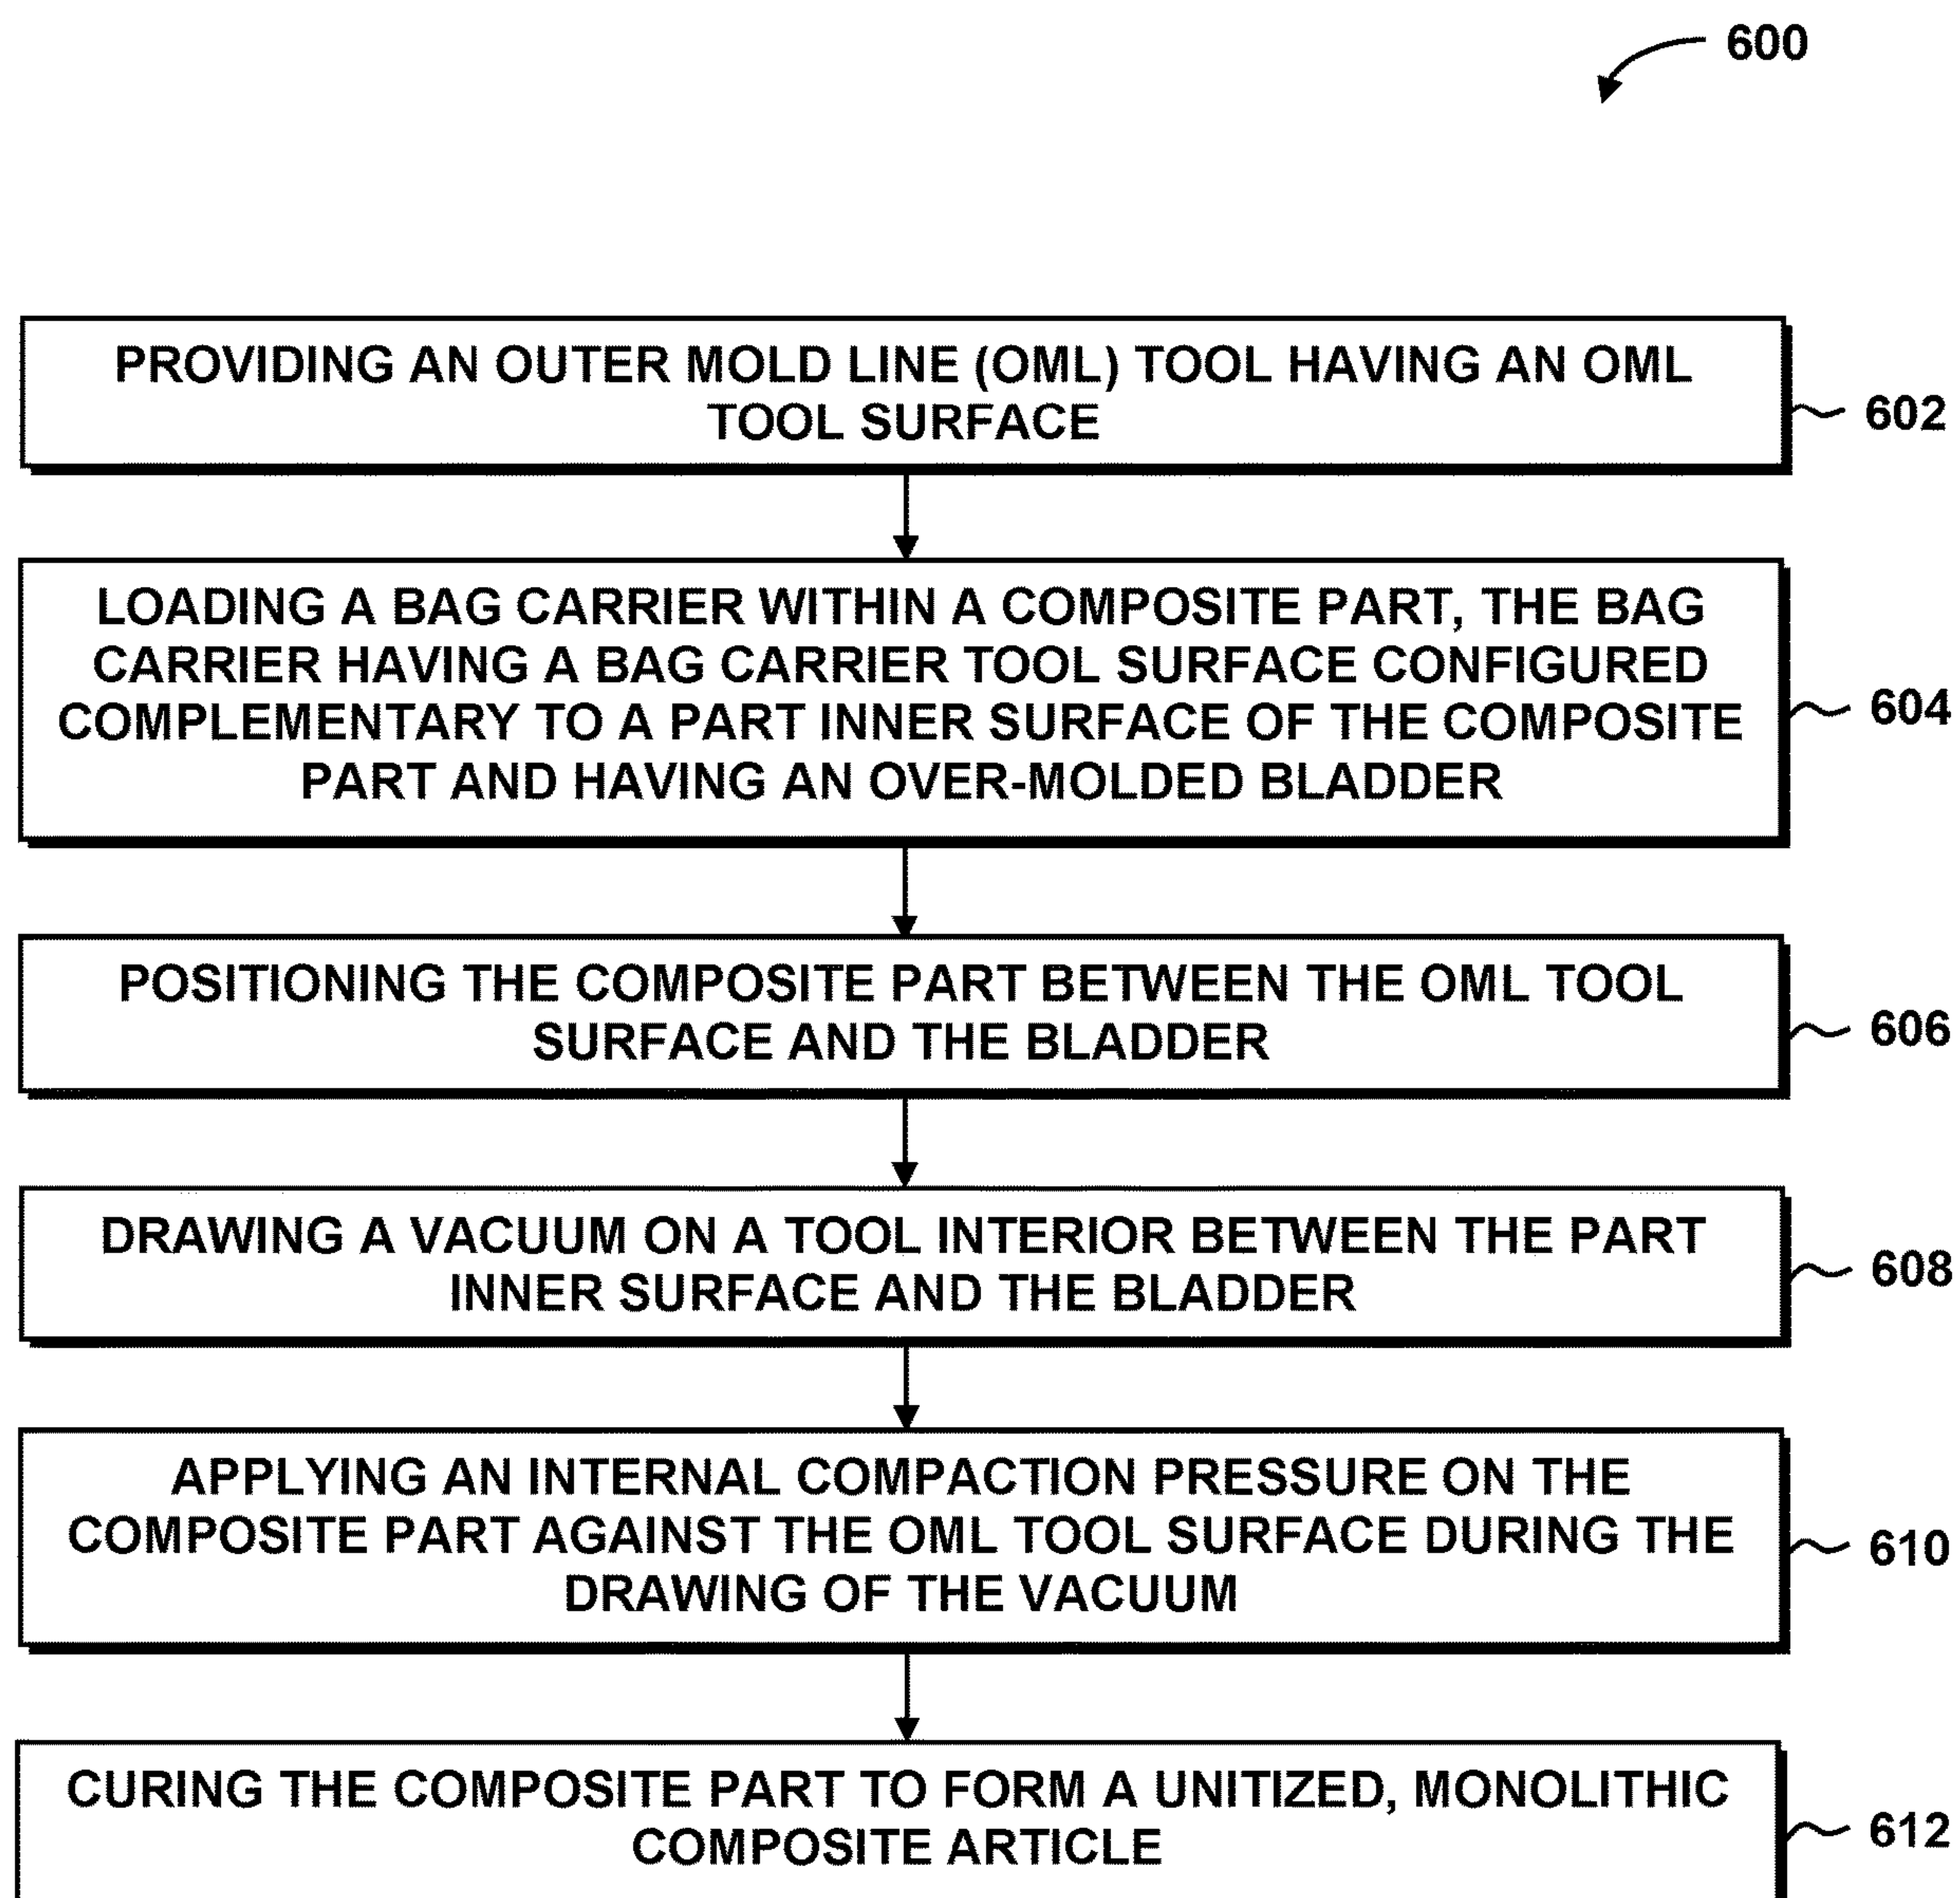 600
PROVIDING AN OUTER MOLD LINE (OML) TOOL HAVING AN OML
TOOL SURFACE
602
LOADING A BAG CARRIER WITHIN A COMPOSITE PART, THE BAG
CARRIER HAVING A BAG CARRIER TOOL SURFACE CONFIGURED
COMPLEMENTARY TO A PART INNER SURFACE OF THE COMPOSITE
PART AND HAVING AN OVER-MOLDED BLADDER
604
POSITIONING THE COMPOSITE PART BETWEEN THE OML TOOL
SURFACE AND THE BLADDER
606
DRAWING A VACUUM ON A TOOL INTERIOR BETWEEN THE PART
INNER SURFACE AND THE BLADDER
608
APPLYING AN INTERNAL COMPACTION PRESSURE ON THE
COMPOSITE PART AGAINST THE OML TOOL SURFACE DURING THE
DRAWING OF THE VACUUM
610
CURING THE COMPOSITE PART TO FORM A UNITIZED, MONOLITHIC
COMPOSITE ARTICLE
612